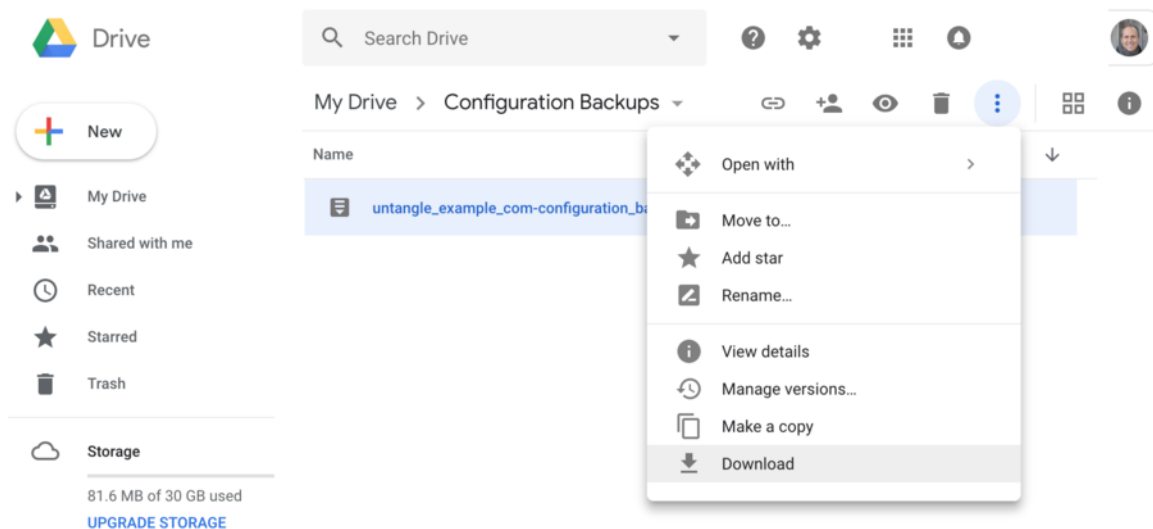 Drive
Search Drive
My Drive > Configuration Backups
New
Name
My Drive
Shared with me
Recent
Starred
Trash
Storage
81.6 MB of 30 GB used
UPGRADE STORAGE
untangle_example_com-configuration_ba
Open with
Move to...
Add star
Rename...
View details
Manage versions...
Make a copy
Download